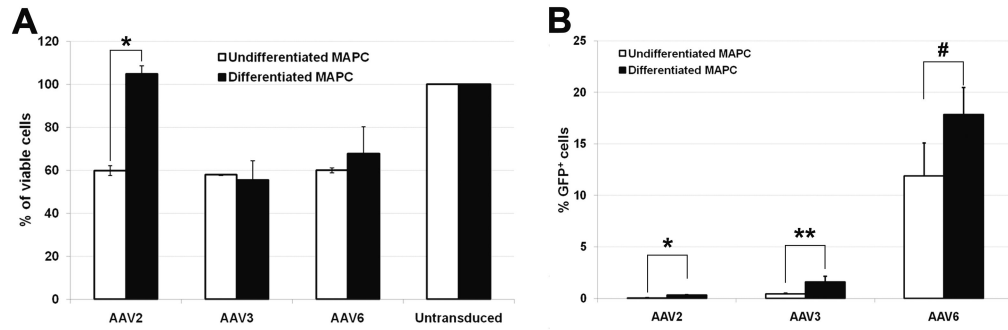 A
% of viable cells
120
100
80
60
40
20
0
*
Undifferentiated MAPC
Differentiated MAPC
AAV2
AAV3
AAV6
Untransduced
B
% GFP+ cells
25
20
15
10
5
0
Undifferentiated MAPC
Differentiated MAPC
*
**
#
AAV2
AAV3
AAV6